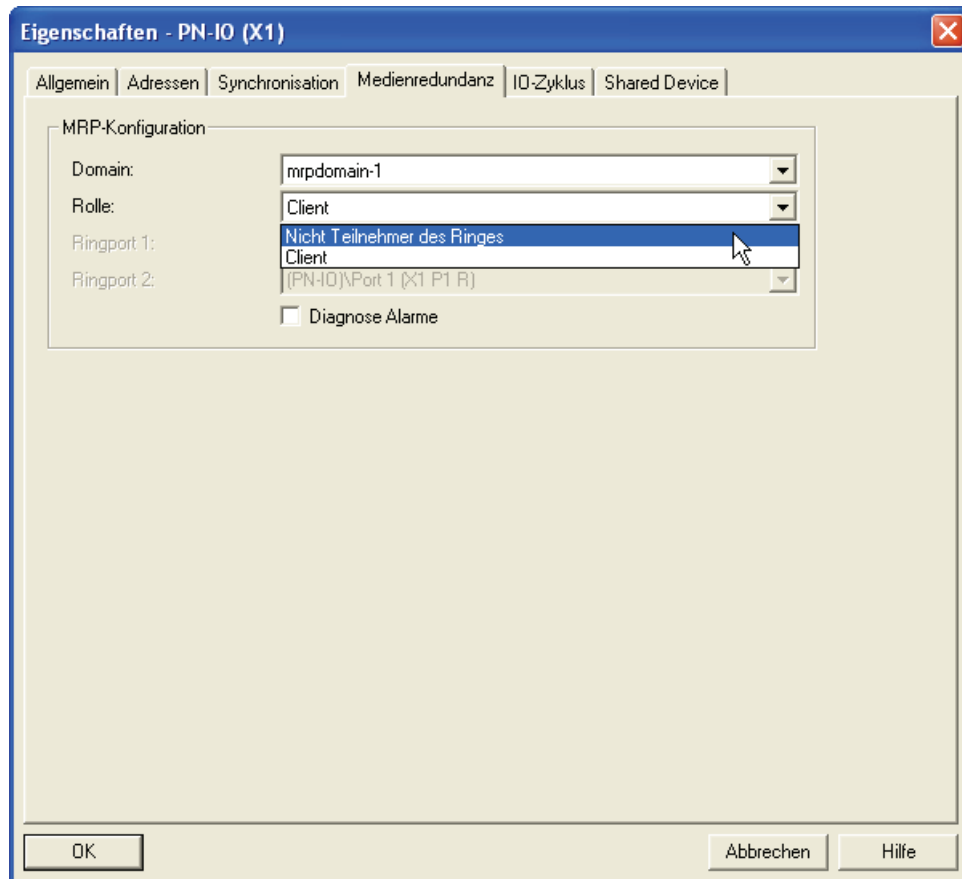 Eigenschaften - PN-IO (X1)
Allgemein Adressen Synchronisation Medienredundanz IO-Zyklus Shared Device
MRP-Konfiguration
Domain: mrpdomain-1
Rolle: Client
Ringport 1: Nicht Teilnehmer des Ringes
Client
Ringport 2: (PN-IO)\Port 1 (X1 P1 R)
Diagnose Alarme
OK Abbrechen Hilfe